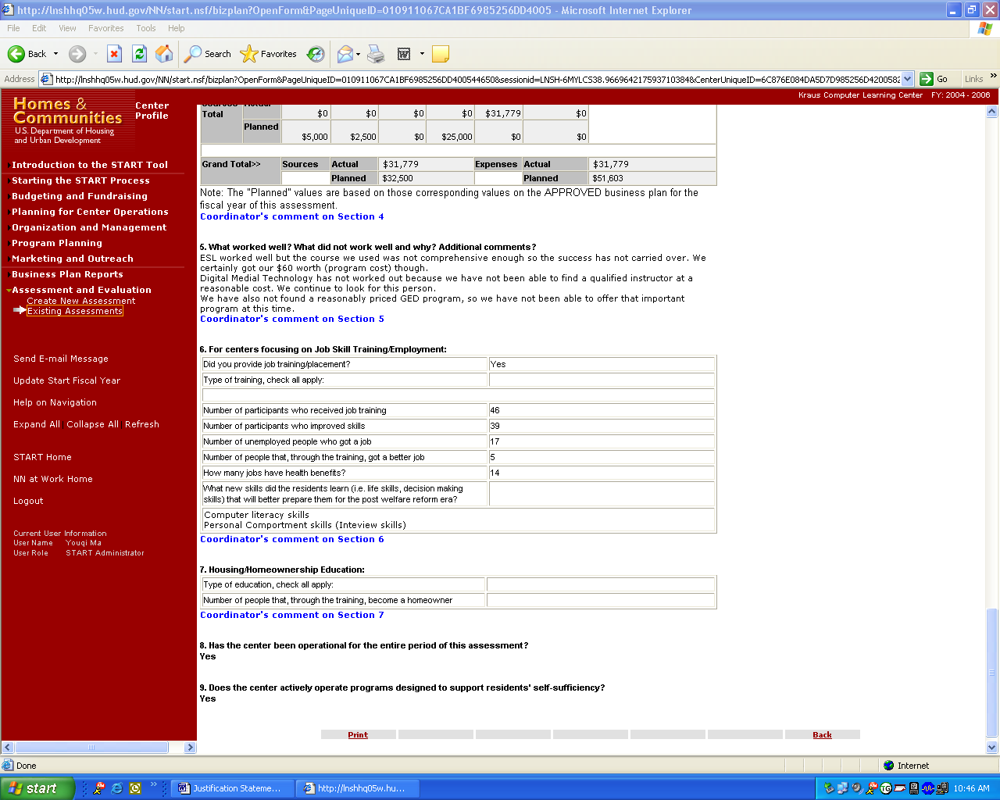 http://lnshhq05w.hud.gov/NN/start.nsf/bizplan?OpenForm&PageUniqueID=010911067CA1BF6985256DD4005 - Microsoft Internet Explorer
File Edit View Favorites Tools Help
Back Search Favorites
Address http://lnshhq05w.hud.gov/NN/start.nsf/bizplan?OpenForm&PageUniqueID=010911067CA1BF6985256DD400544650&sessionid=LNSH-6MYLCS38.966964217593710384&CenterUniqueID=6C876E084DA5D7D985256D4200582 Go Links »
Homes & Communities
U.S. Department of Housing
and Urban Development
Center
Profile
Kraus Computer Learning Center FY: 2004 - 2006
Introduction to the START Tool
Starting the START Process
Budgeting and Fundraising
Planning for Center Operations
Organization and Management
Program Planning
Marketing and Outreach
Business Plan Reports
Assessment and Evaluation
Create New Assessment
Existing Assessments
Send E-mail Message
Update Start Fiscal Year
Help on Navigation
Expand All Collapse All Refresh
START Home
NN at Work Home
Logout
Current User Information
User Name Youqi Ma
User Role START Administrator
Sources Actual
Total $0 $0 $0 $0 $31,779 $0
Planned
$5,000 $2,500 $0 $25,000 $0 $0
Grand Total>> Sources Actual $31,779 Expenses Actual $31,779
Planned $32,500 Planned $51,603
Note: The "Planned" values are based on those corresponding values on the APPROVED business plan for the
fiscal year of this assessment.
Coordinator's comment on Section 4
5. What worked well? What did not work well and why? Additional comments?
ESL worked well but the course we used was not comprehensive enough so the success has not carried over. We
certainly got our $60 worth (program cost) though.
Digital Medial Technology has not worked out because we have not been able to find a qualified instructor at a
reasonable cost. We continue to look for this person.
We have also not found a reasonably priced GED program, so we have not been able to offer that important
program at this time.
Coordinator's comment on Section 5
6. For centers focusing on Job Skill Training/Employment:
Did you provide job training/placement? Yes
Type of training, check all apply:
Number of participants who received job training 46
Number of participants who improved skills 39
Number of unemployed people who got a job 17
Number of people that, through the training, got a better job 5
How many jobs have health benefits? 14
What new skills did the residents learn (i.e. life skills, decision making
skills) that will better prepare them for the post welfare reform era?
Computer literacy skills
Personal Comportment skills (Inteview skills)
Coordinator's comment on Section 6
7. Housing/Homeownership Education:
Type of education, check all apply:
Number of people that, through the training, become a homeowner
Coordinator's comment on Section 7
8. Has the center been operational for the entire period of this assessment?
Yes
9. Does the center actively operate programs designed to support residents' self-sufficiency?
Yes
Print Back
Done Internet
start » Justification Stateme... http://lnshhq05w.hu... 10:46 AM